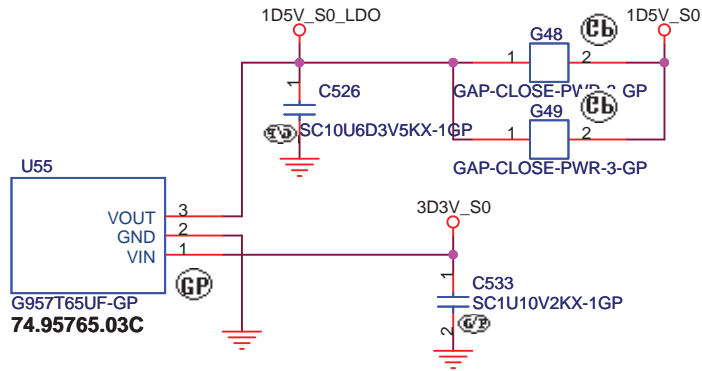 1D5V_S0_LDO
1D5V_S0
G48
1
2
GAP-CLOSE-PWR-3-GP
G49
1
2
GAP-CLOSE-PWR-3-GP
1
C526
SC10U6D3V5KX-1GP
U55
VOUT 3
GND 2
VIN 1
GP
G957T65UF-GP
74.95765.03C
3D3V_S0
1
C533
SC1U10V2KX-1GP
2
G/P